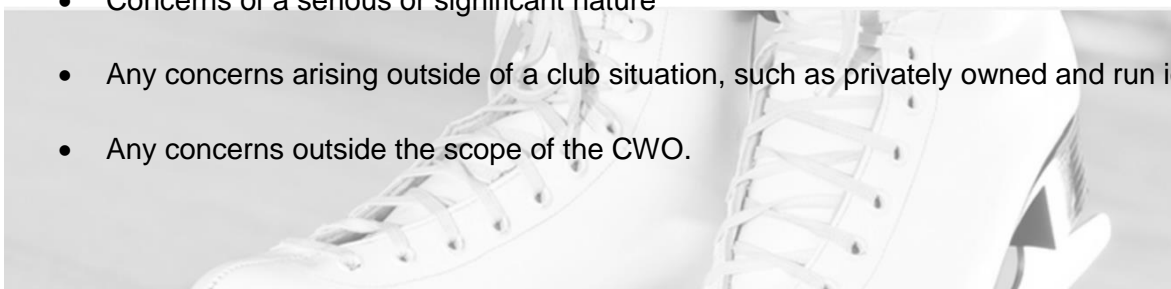 • Concerns of a serious or significant nature
• Any concerns arising outside of a club situation, such as privately owned and run
• Any concerns outside the scope of the CWO.